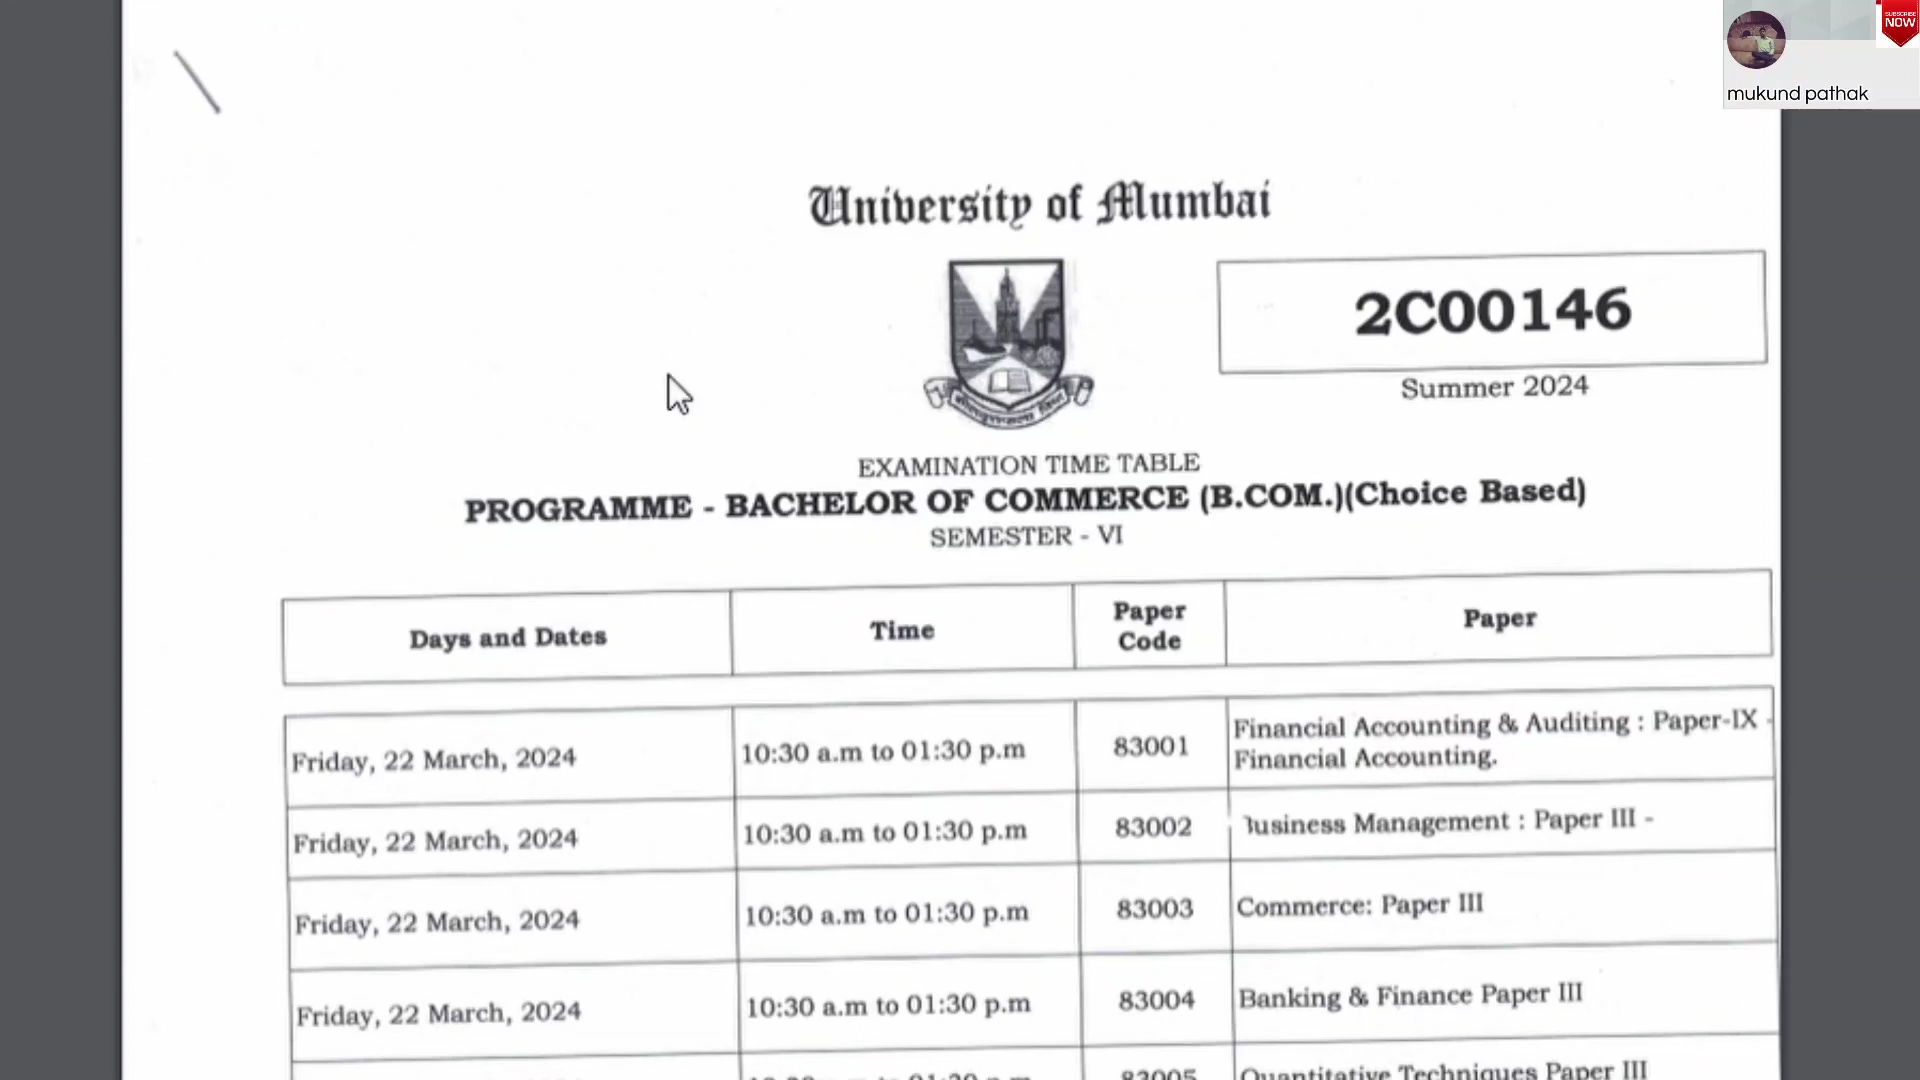 SUBSCRIBE
NOW
mukund pathak
University of Mumbai
2C00146
Summer 2024
EXAMINATION TIME TABLE
PROGRAMME - BACHELOR OF COMMERCE (B.COM.)(Choice Based)
SEMESTER - VI
Days and Dates Time Paper Code Paper
Friday, 22 March, 2024 10:30 a.m to 01:30 p.m 83001 Financial Accounting & Auditing : Paper-IX -
Financial Accounting.
Friday, 22 March, 2024 10:30 a.m to 01:30 p.m 83002 Business Management : Paper III -
Friday, 22 March, 2024 10:30 a.m to 01:30 p.m 83003 Commerce: Paper III
Friday, 22 March, 2024 10:30 a.m to 01:30 p.m 83004 Banking & Finance Paper III
83005 Quantitative Techniques Paper III